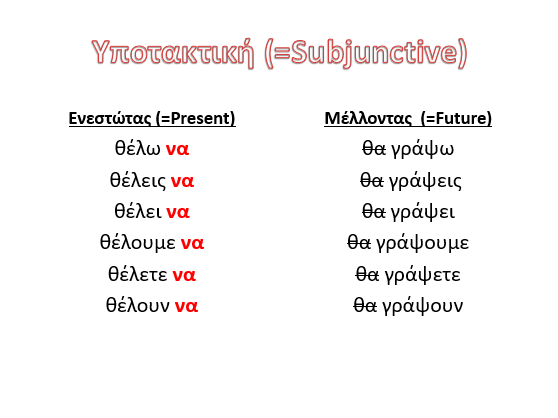 Υποτακτική (=Subjunctive)
Ενεστώτας (=Present) Μέλλοντας (=Future)
θέλω να θα γράψω
θέλεις να θα γράψεις
θέλει να θα γράψει
θέλουμε να θα γράψουμε
θέλετε να θα γράψετε
θέλουν να θα γράψουν